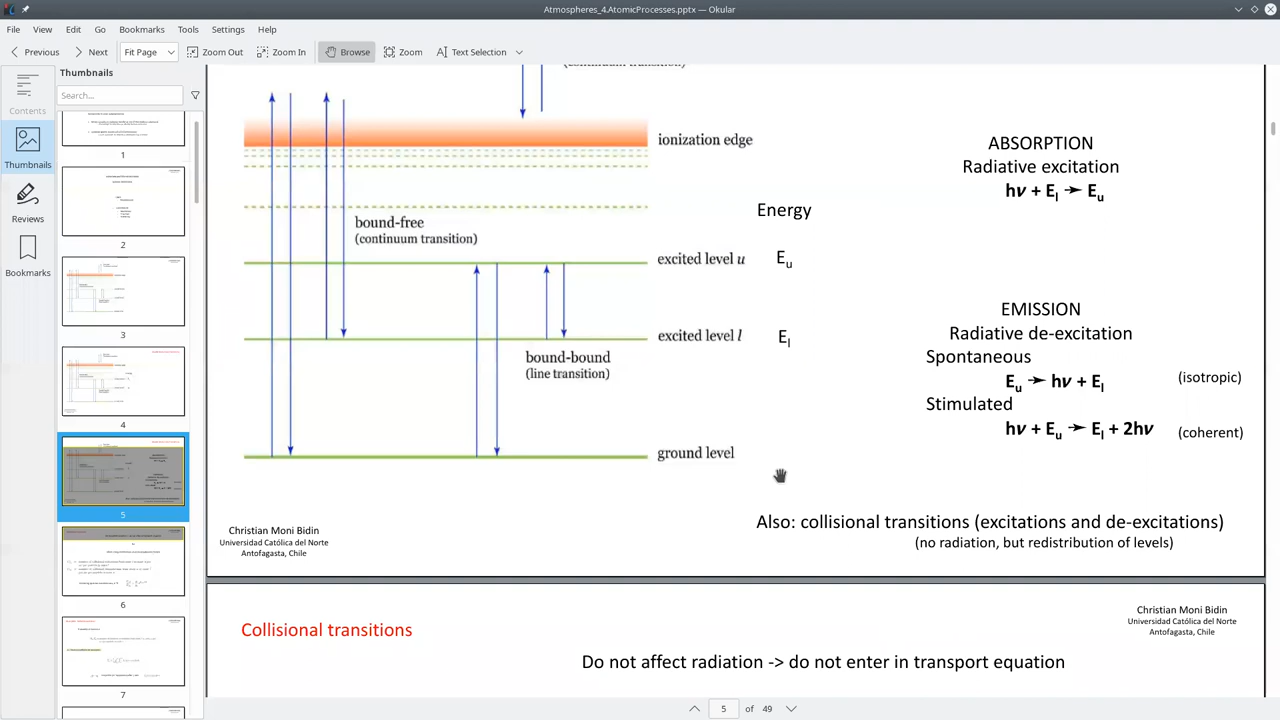 Atmospheres_4.AtomicProcesses.pptx — Okular
File View Edit Go Bookmarks Tools Settings Help
Previous Next Fit Page Zoom Out Zoom In Browse Zoom Text Selection
Contents
Thumbnails
Reviews
Bookmarks
Thumbnails
Search...
1
2
3
4
5
6
7
(continuum transition)
ionization edge
bound-free
(continuum transition)
Energy
excited level u
Eu
excited level l
El
bound-bound
(line transition)
ground level
ABSORPTION
Radiative excitation
hν + El ➛ Eu
EMISSION
Radiative de-excitation
Spontaneous
Eu ➛ hν + El (isotropic)
Stimulated
hν + Eu ➛ El + 2hν (coherent)
Christian Moni Bidin
Universidad Católica del Norte
Antofagasta, Chile
Also: collisional transitions (excitations and de-excitations)
(no radiation, but redistribution of levels)
Collisional transitions
Christian Moni Bidin
Universidad Católica del Norte
Antofagasta, Chile
Do not affect radiation -> do not enter in transport equation
5 of 49